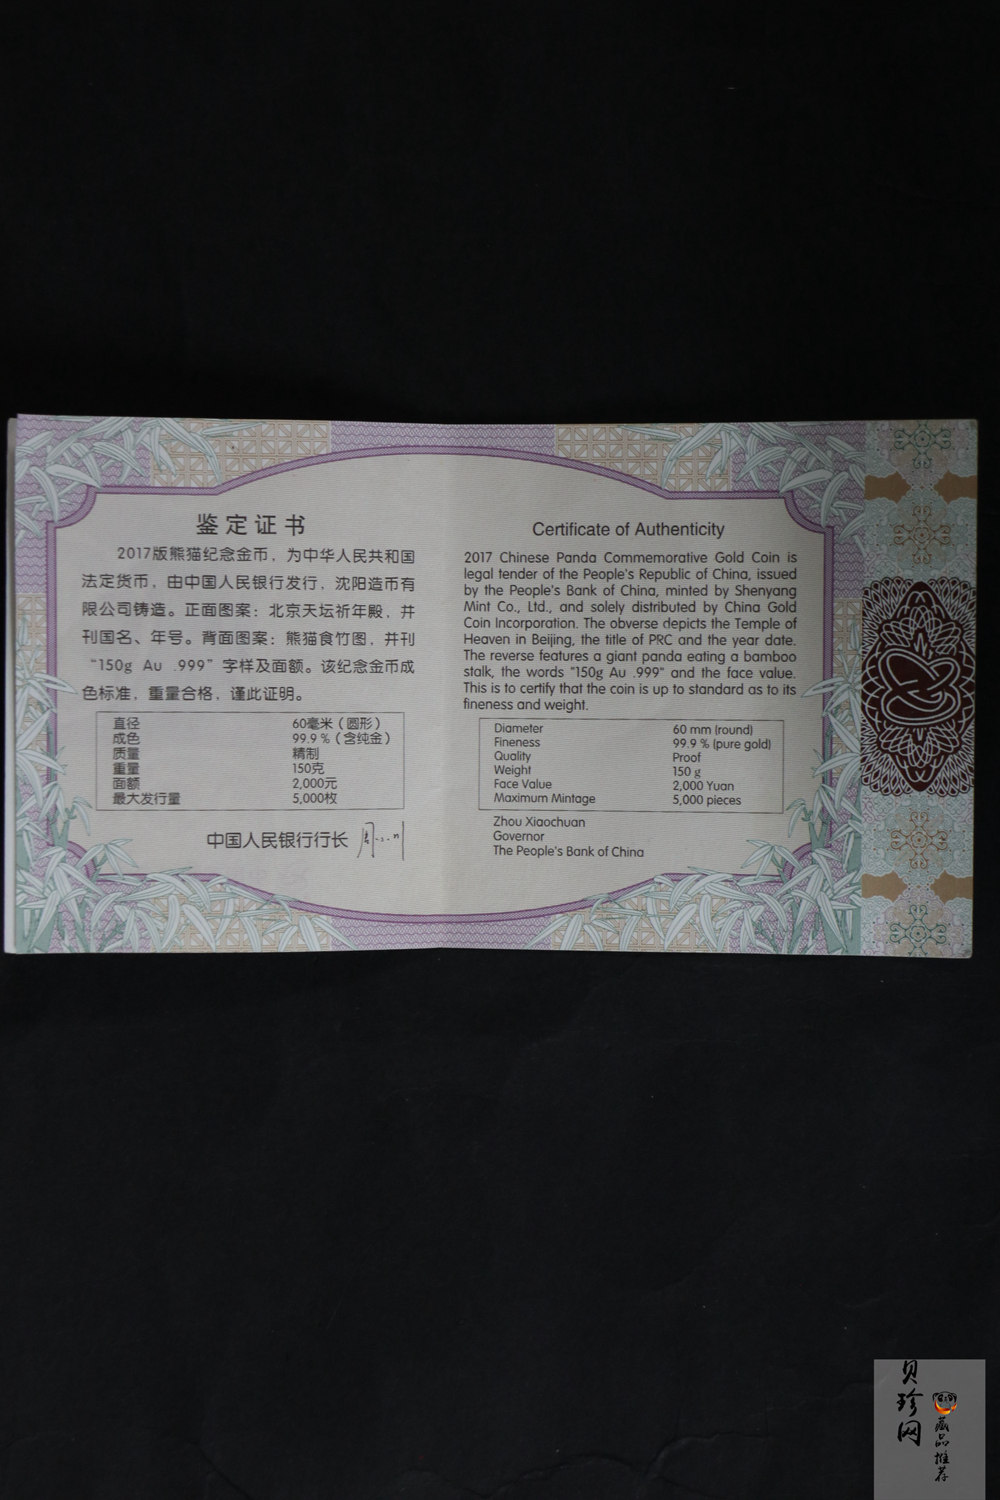 鉴定证书
2017版熊猫纪念金币，为中华人民共和国
法定货币，由中国人民银行发行，沈阳造币有
限公司铸造。正面图案：北京天坛祈年殿，并
刊国名、年号。背面图案：熊猫食竹图，并刊
“150g Au .999”字样及面额。该纪念金币成
色标准，重量合格，谨此证明。
直径 60毫米（圆形）
成色 99.9％（含纯金）
质量 精制
重量 150克
面额 2,000元
最大发行量 5,000枚
中国人民银行行长
Certificate of Authenticity
2017 Chinese Panda Commemorative Gold Coin is
legal tender of the People's Republic of China, issued
by the People's Bank of China, minted by Shenyang
Mint Co., Ltd., and solely distributed by China Gold
Coin Incorporation. The obverse depicts the Temple of
Heaven in Beijing, the title of PRC and the year date.
The reverse features a giant panda eating a bamboo
stalk, the words "150g Au .999" and the face value.
This is to certify that the coin is up to standard as to its
fineness and weight.
Diameter 60 mm (round)
Fineness 99.9 % (pure gold)
Quality Proof
Weight 150 g
Face Value 2,000 Yuan
Maximum Mintage 5,000 pieces
Zhou Xiaochuan
Governor
The People's Bank of China
贝珍网
藏品推荐